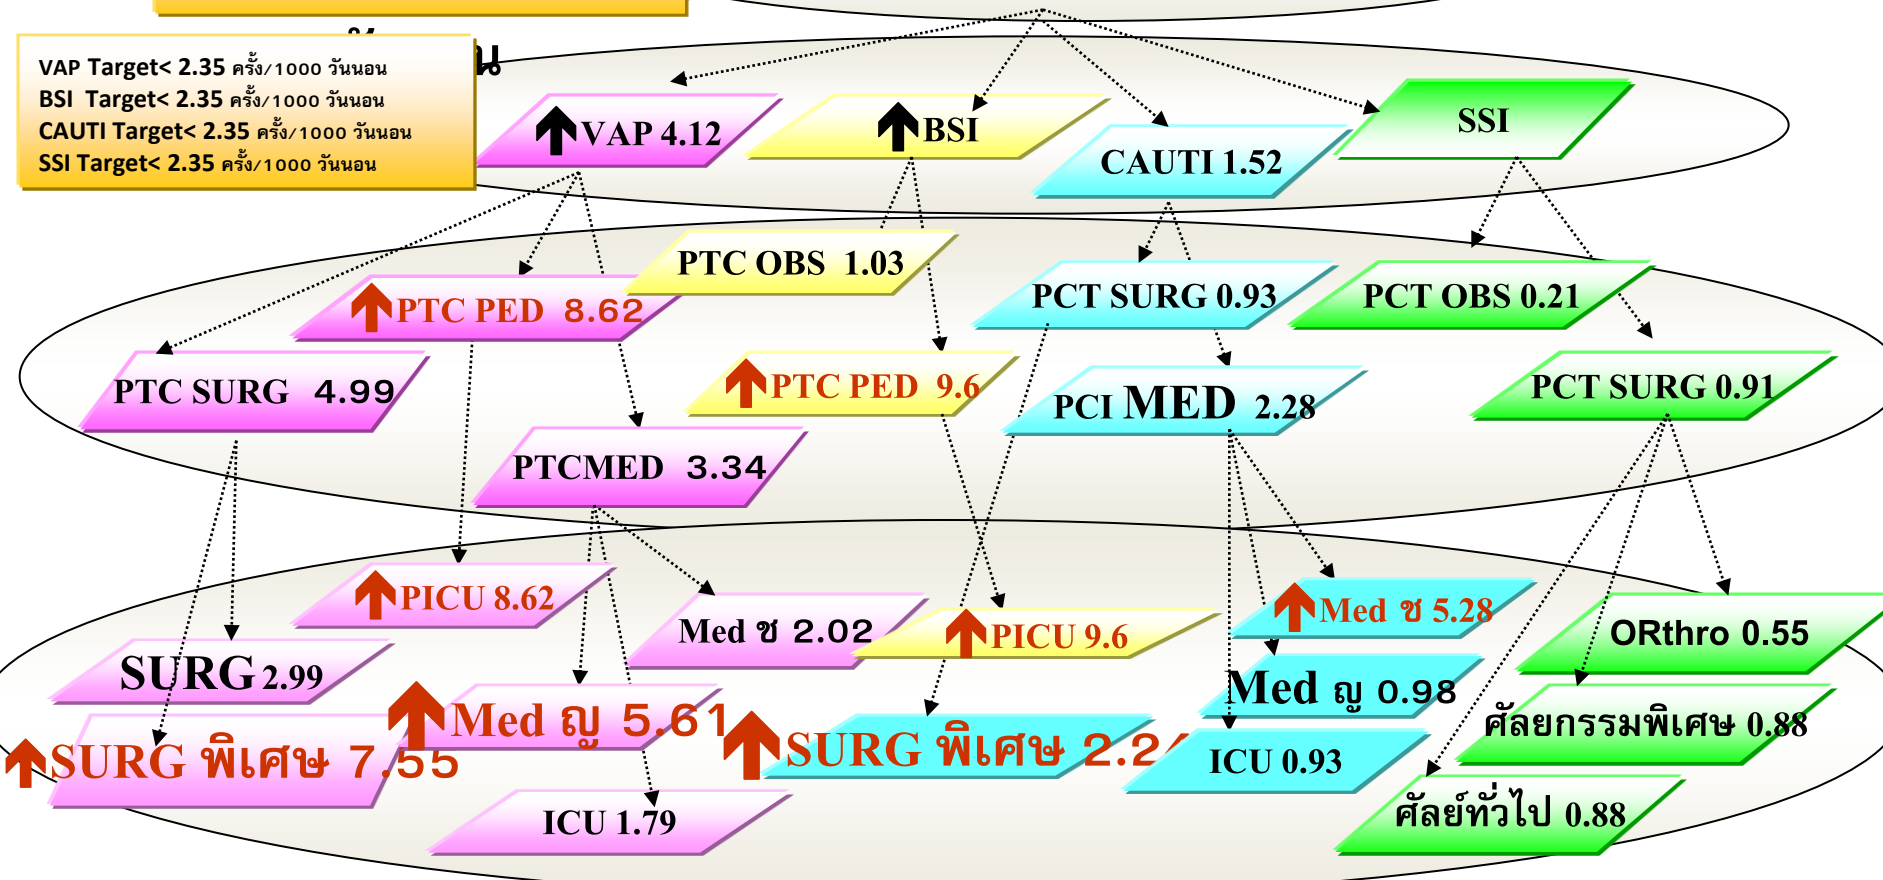 VAP Target< 2.35 ครั้ง/1000 วันนอน
BSI Target< 2.35 ครั้ง/1000 วันนอน
CAUTI Target< 2.35 ครั้ง/1000 วันนอน
SSI Target< 2.35 ครั้ง/1000 วันนอน
VAP 4.12
BSI
CAUTI 1.52
SSI
PTC OBS 1.03
PTC PED 8.62
PCT SURG 0.93
PCT OBS 0.21
PTC SURG 4.99
PTC PED 9.6
PCI MED 2.28
PCT SURG 0.91
PTCMED 3.34
PICU 8.62
Med ช 2.02
PICU 9.6
Med ช 5.28
ORthro 0.55
SURG 2.99
Med ญ 5.61
Med ญ 0.98
ศัลยกรรมพิเศษ 0.88
SURG พิเศษ 7.55
SURG พิเศษ
ICU 0.93
ICU 1.79
ศัลย์ทั่วไป 0.88